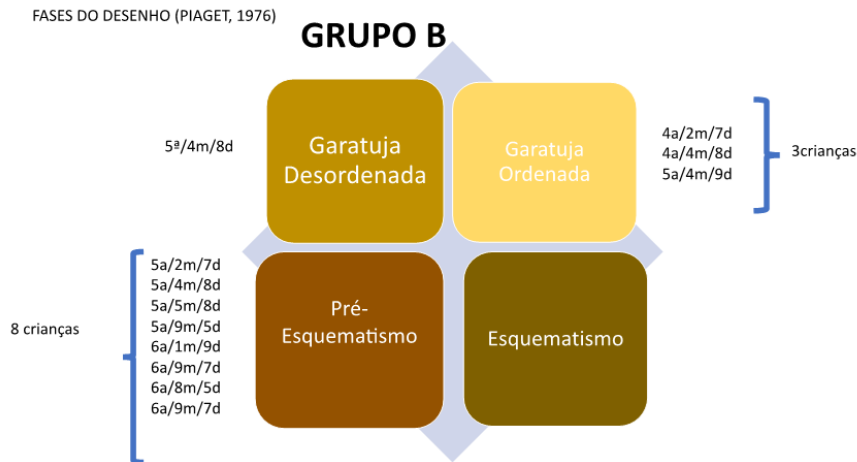 FASES DO DESENHO (PIAGET, 1976)
GRUPO B
5ª/4m/8d
Garatuja
Desordenada
Garatuja
Ordenada
4a/2m/7d
4a/4m/8d
5a/4m/9d
3crianças
8 crianças
5a/2m/7d
5a/4m/8d
5a/5m/8d
5a/9m/5d
6a/1m/9d
6a/9m/7d
6a/8m/5d
6a/9m/7d
Pré-
Esquematismo
Esquematismo